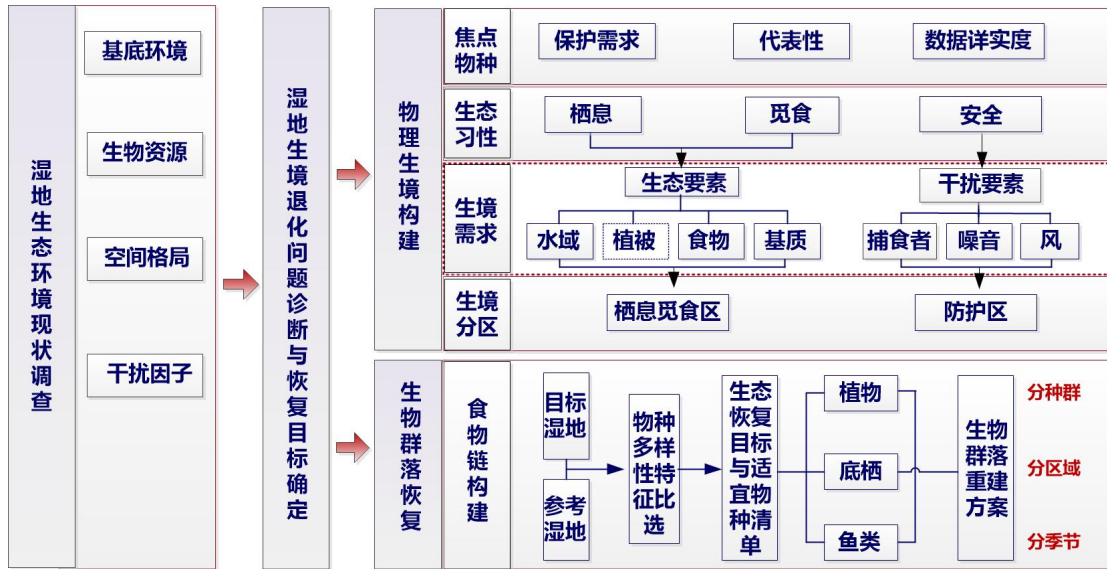 湿地生态环境现状调查
基底环境
生物资源
空间格局
干扰因子
湿地生境退化问题诊断与恢复目标确定
物理生境构建
焦点
物种
保护需求
代表性
数据详实度
生态
习性
栖息
觅食
安全
生境
需求
生态要素
干扰要素
水域
植被
食物
基质
捕食者
噪音
风
生境
分区
栖息觅食区
防护区
生物群落恢复
食物链构建
目标
湿地
参考
湿地
物种
多样
性特
征比
选
生态
恢复
目标
与适
宜物
种清
单
植物
底栖
鱼类
生物
群落
重建
方案
分种群
分区域
分季节